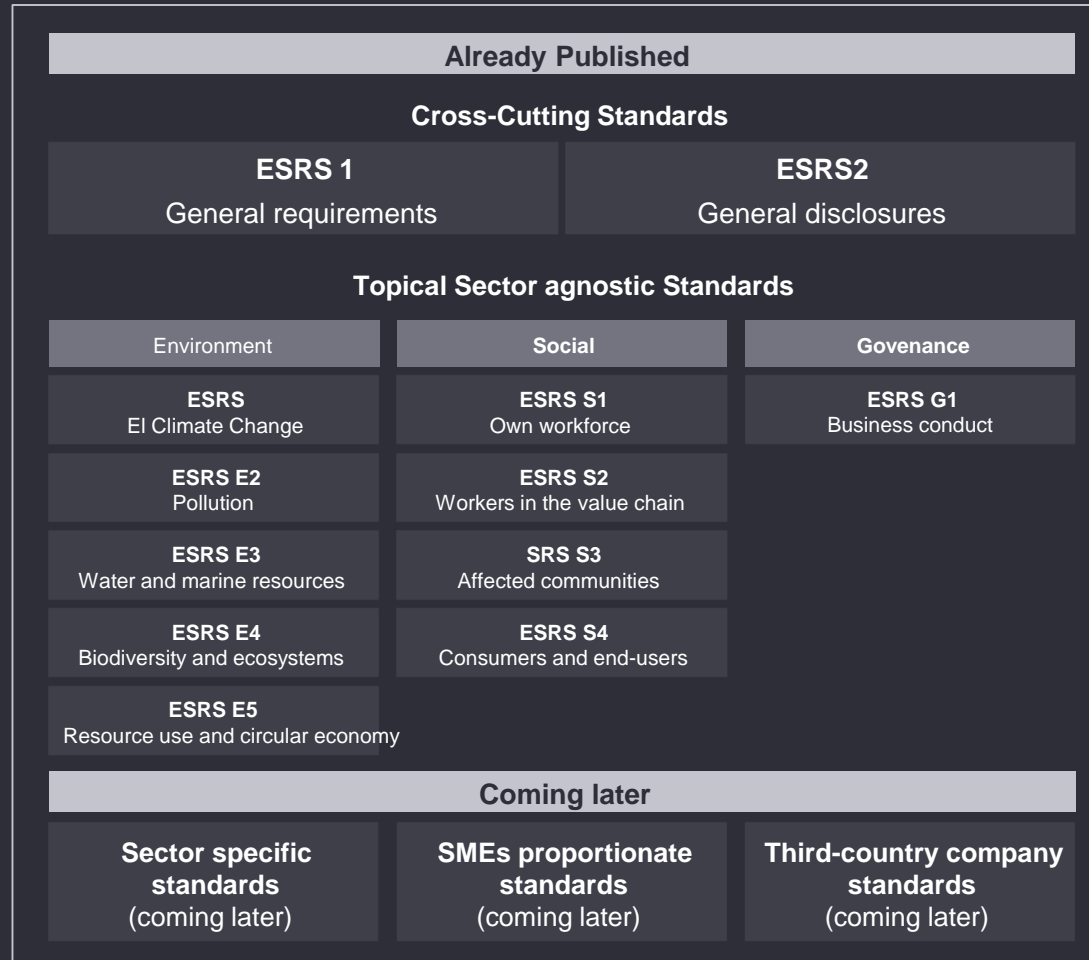 Already Published
Cross-Cutting Standards
ESRS 1
General requirements
ESRS2
General disclosures
Topical Sector agnostic Standards
Environment
Social
Govenance
ESRS
El Climate Change
ESRS S1
Own workforce
ESRS G1
Business conduct
ESRS E2
Pollution
ESRS S2
Workers in the value chain
ESRS E3
Water and marine resources
SRS S3
Affected communities
ESRS E4
Biodiversity and ecosystems
ESRS S4
Consumers and end-users
ESRS E5
Resource use and circular economy
Coming later
Sector specific
standards
(coming later)
SMEs proportionate
standards
(coming later)
Third-country company
standards
(coming later)